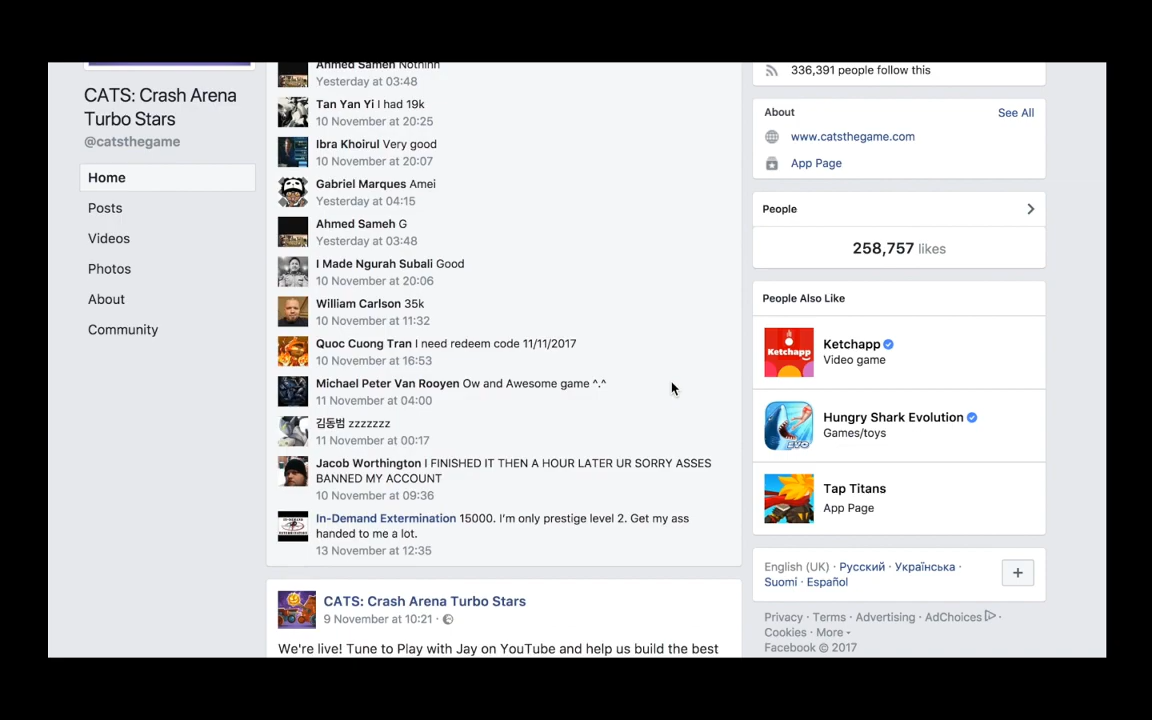 CATS: Crash Arena
Turbo Stars
@catsthegame
Home
Posts
Videos
Photos
About
Community
Ahmed Sameh Nothinh
Yesterday at 03:48
Tan Yan Yi I had 19k
10 November at 20:25
Ibra Khoirul Very good
10 November at 20:07
Gabriel Marques Amei
Yesterday at 04:15
Ahmed Sameh G
Yesterday at 03:48
I Made Ngurah Subali Good
10 November at 20:06
William Carlson 35k
10 November at 11:32
Quoc Cuong Tran I need redeem code 11/11/2017
10 November at 16:53
Michael Peter Van Rooyen Ow and Awesome game ^.^
11 November at 04:00
김동범 zzzzzzz
11 November at 00:17
Jacob Worthington I FINISHED IT THEN A HOUR LATER UR SORRY ASSES
BANNED MY ACCOUNT
10 November at 09:36
In-Demand Extermination 15000. I'm only prestige level 2. Get my ass
handed to me a lot.
13 November at 12:35
CATS: Crash Arena Turbo Stars
9 November at 10:21 ·
We're live! Tune to Play with Jay on YouTube and help us build the best
336,391 people follow this
About
See All
www.catsthegame.com
App Page
People
258,757 likes
People Also Like
Ketchapp
Ketchapp
Video game
EVO
Hungry Shark Evolution
Games/toys
Tap Titans
App Page
English (UK) · Русский · Українська ·
Suomi · Español
Privacy · Terms · Advertising · AdChoices ·
Cookies · More
Facebook © 2017